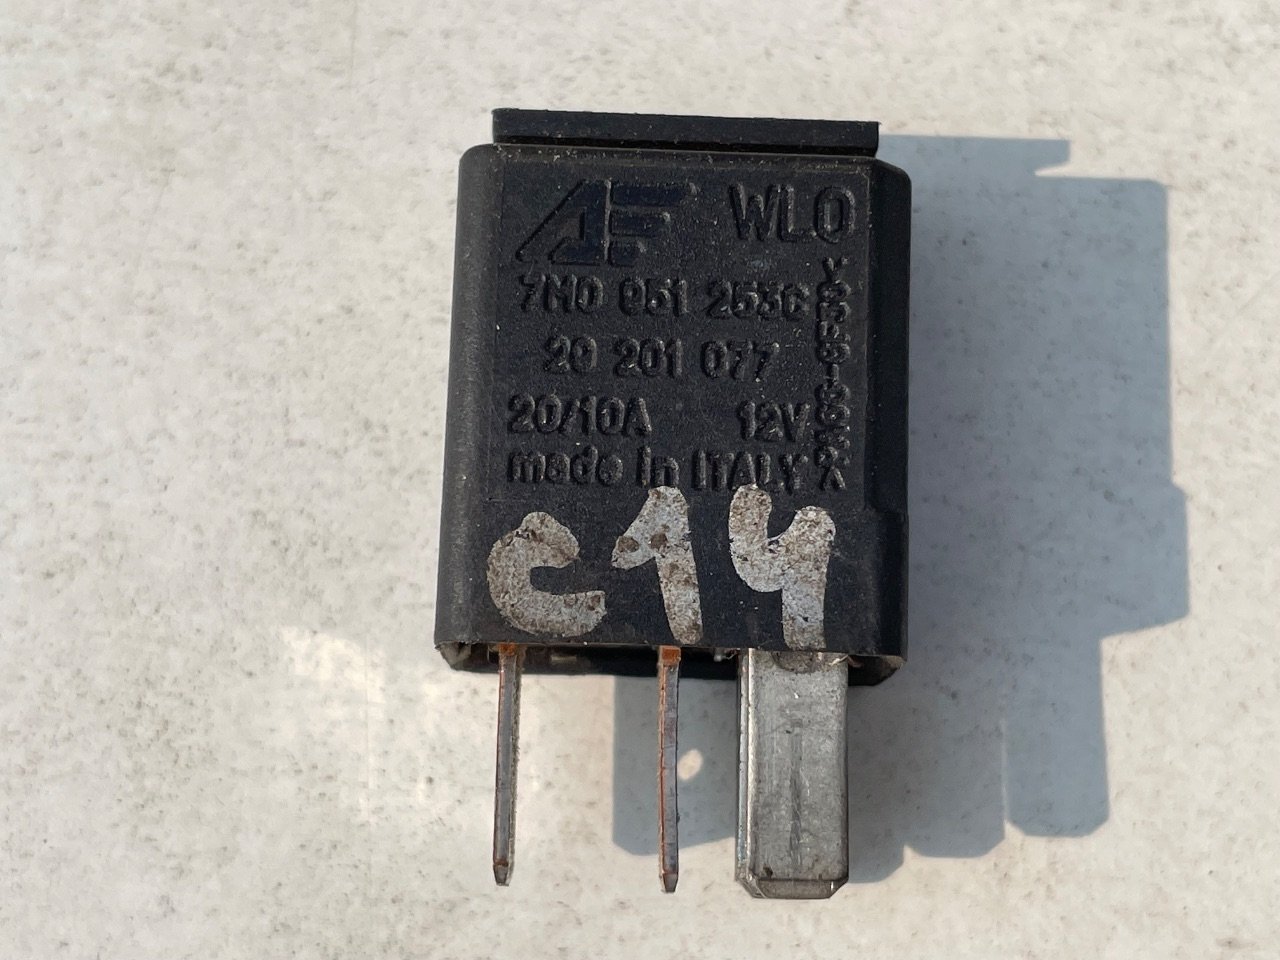 AF WLO
7M0 951 253C
20 201 077
20/10A 12V
made in ITALY
C14